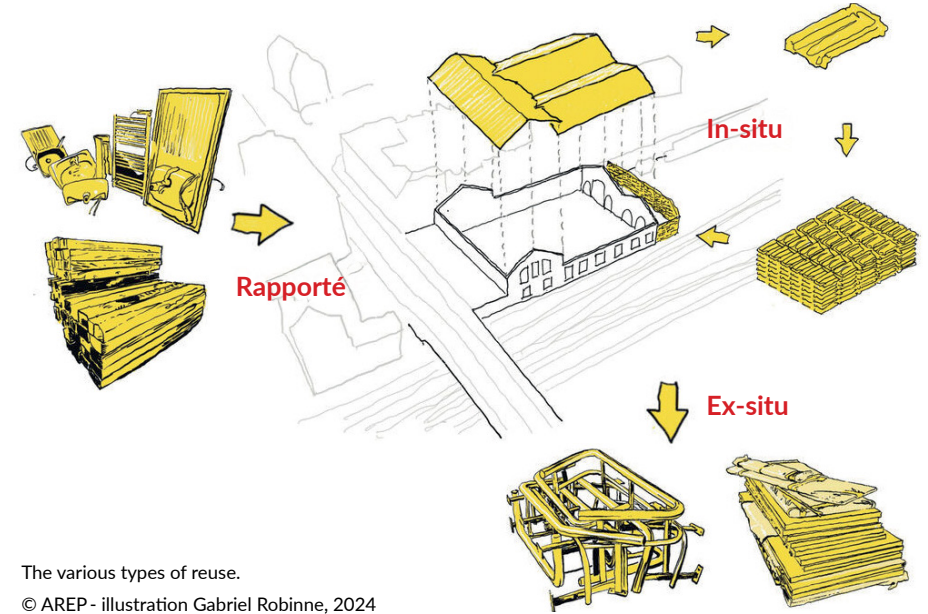 In-situ
Rapporté
Ex-situ
The various types of reuse.
© AREP - illustration Gabriel Robinne, 2024